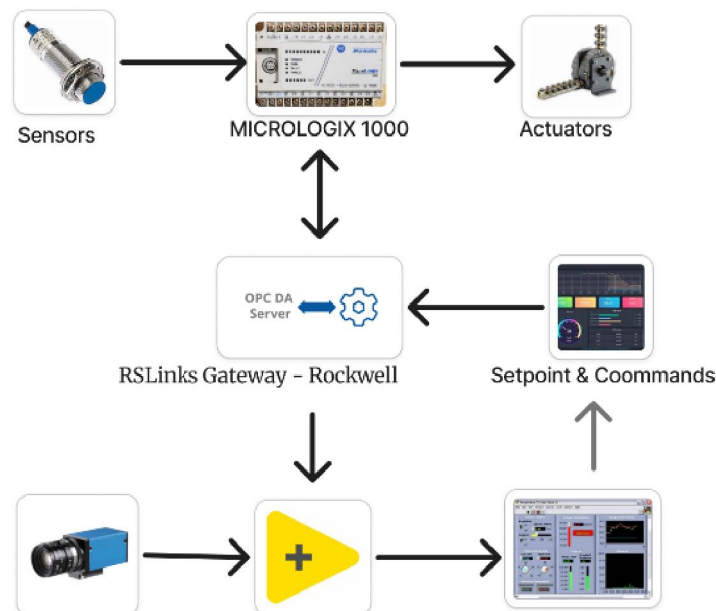 Sensors
MICROLOGIX 1000
Actuators
OPC DA
Server
RSLinks Gateway - Rockwell
Setpoint & Coommands